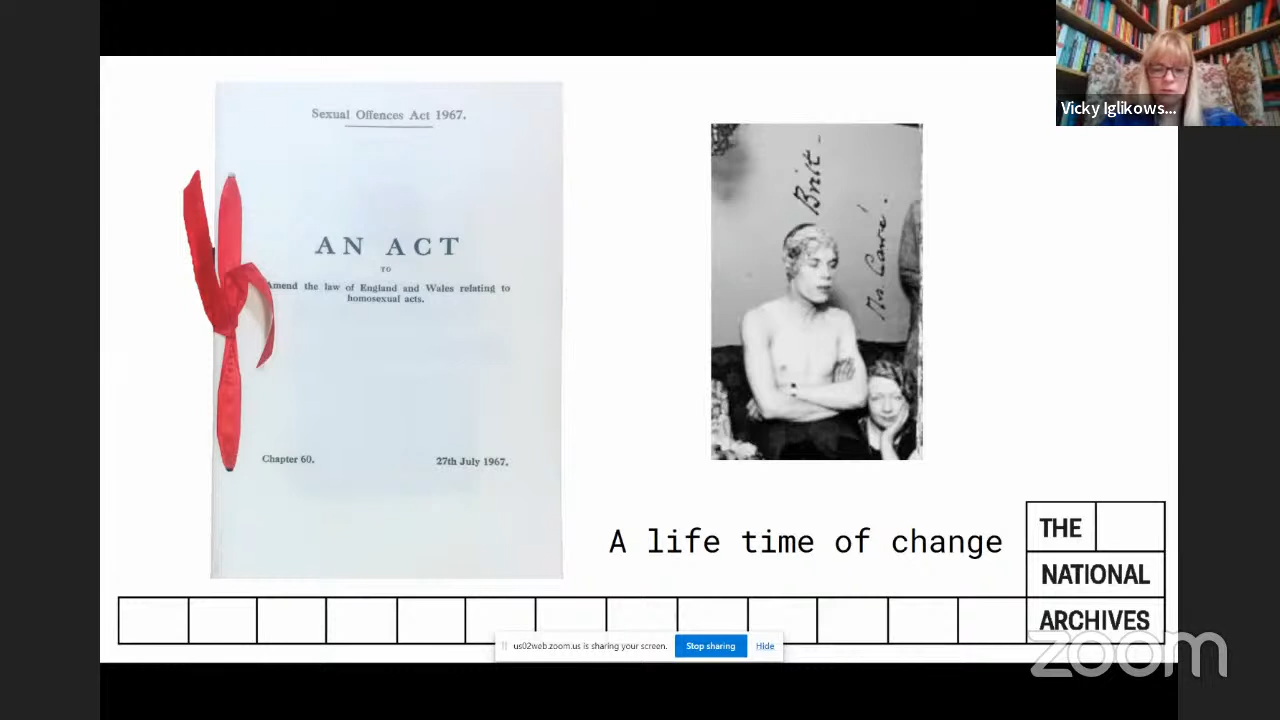 Sexual Offences Act 1967.
AN ACT
TO
Amend the law of England and Wales relating to
homosexual acts.
Chapter 60.
27th July 1967.
Brit-
A life time of change
THE
NATIONAL
ARCHIVES
us02web.zoom.us is sharing your screen.
Stop sharing
Hide
zoom
Vicky Iglikows...